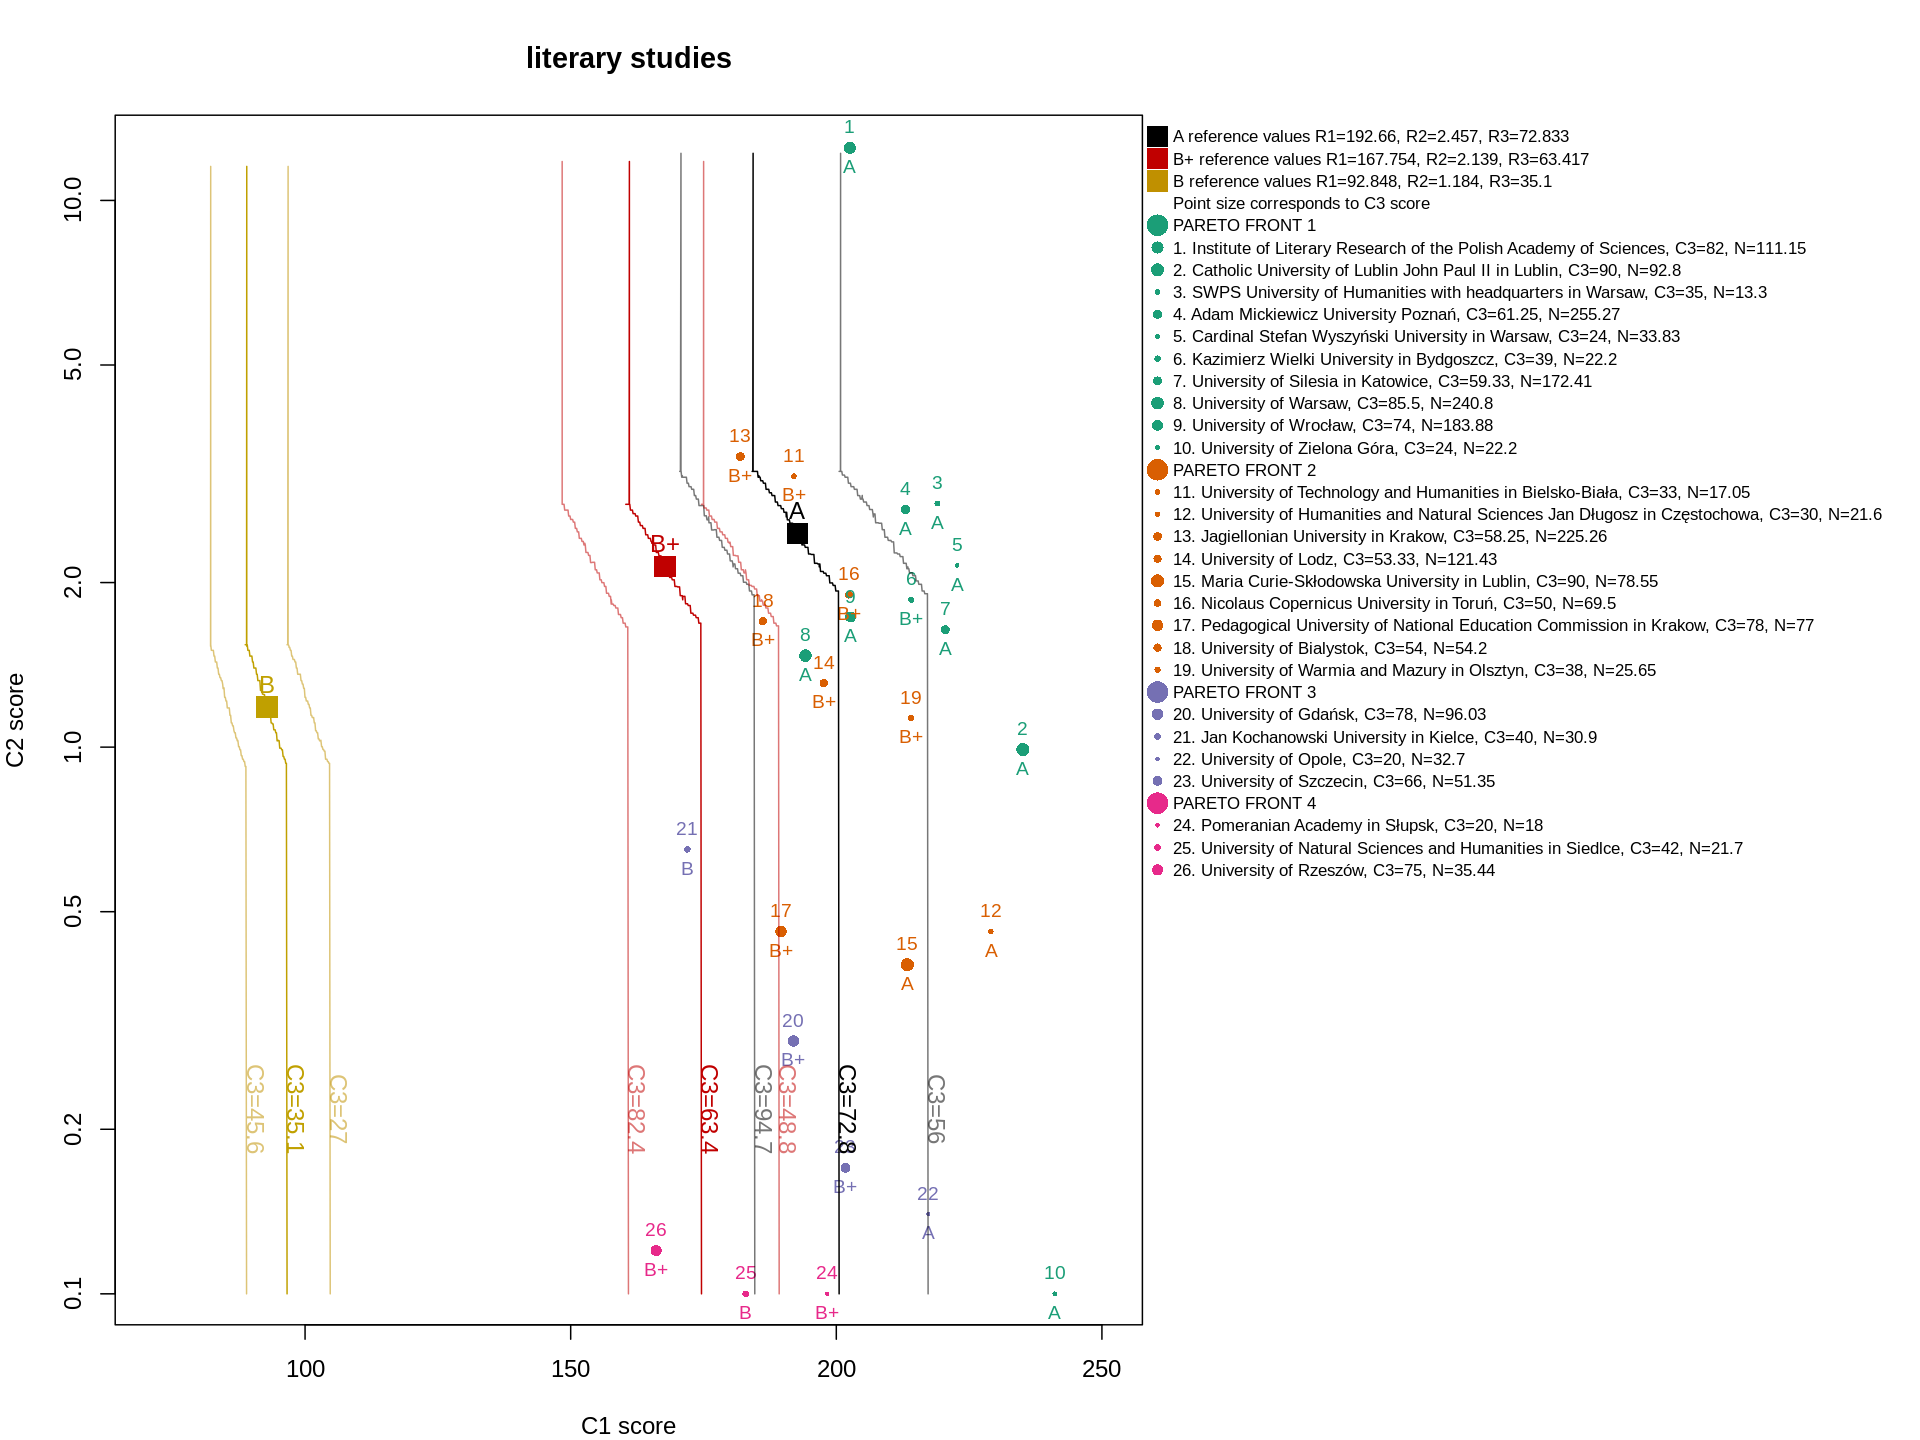 literary studies
C2 score
10.0
5.0
2.0
1.0
0.5
0.2
0.1
100
150
200
250
C1 score
1
A
13
B+
11
B+
A
4
A
3
A
B+
5
A
16
B+
6
B+
9
A
18
B+
7
A
8
A
14
B+
B
19
B+
2
A
21
B
17
B+
12
A
15
A
20
B+
C3=45.6
C3=35.1
C3=27
C3=82.4
C3=63.4
C3=94.7
C3=48.8
C3=72.8
C3=56
B+
22
A
26
B+
25
B
24
B+
10
A
A reference values R1=192.66, R2=2.457, R3=72.833
B+ reference values R1=167.754, R2=2.139, R3=63.417
B reference values R1=92.848, R2=1.184, R3=35.1
Point size corresponds to C3 score
PARETO FRONT 1
1. Institute of Literary Research of the Polish Academy of Sciences, C3=82, N=111.15
2. Catholic University of Lublin John Paul II in Lublin, C3=90, N=92.8
3. SWPS University of Humanities with headquarters in Warsaw, C3=35, N=13.3
4. Adam Mickiewicz University Poznań, C3=61.25, N=255.27
5. Cardinal Stefan Wyszyński University in Warsaw, C3=24, N=33.83
6. Kazimierz Wielki University in Bydgoszcz, C3=39, N=22.2
7. University of Silesia in Katowice, C3=59.33, N=172.41
8. University of Warsaw, C3=85.5, N=240.8
9. University of Wrocław, C3=74, N=183.88
10. University of Zielona Góra, C3=24, N=22.2
PARETO FRONT 2
11. University of Technology and Humanities in Bielsko-Biała, C3=33, N=17.05
12. University of Humanities and Natural Sciences Jan Długosz in Częstochowa, C3=30, N=21.6
13. Jagiellonian University in Krakow, C3=58.25, N=225.26
14. University of Lodz, C3=53.33, N=121.43
15. Maria Curie-Skłodowska University in Lublin, C3=90, N=78.55
16. Nicolaus Copernicus University in Toruń, C3=50, N=69.5
17. Pedagogical University of National Education Commission in Krakow, C3=78, N=77
18. University of Bialystok, C3=54, N=54.2
19. University of Warmia and Mazury in Olsztyn, C3=38, N=25.65
PARETO FRONT 3
20. University of Gdańsk, C3=78, N=96.03
21. Jan Kochanowski University in Kielce, C3=40, N=30.9
22. University of Opole, C3=20, N=32.7
23. University of Szczecin, C3=66, N=51.35
PARETO FRONT 4
24. Pomeranian Academy in Słupsk, C3=20, N=18
25. University of Natural Sciences and Humanities in Siedlce, C3=42, N=21.7
26. University of Rzeszów, C3=75, N=35.44